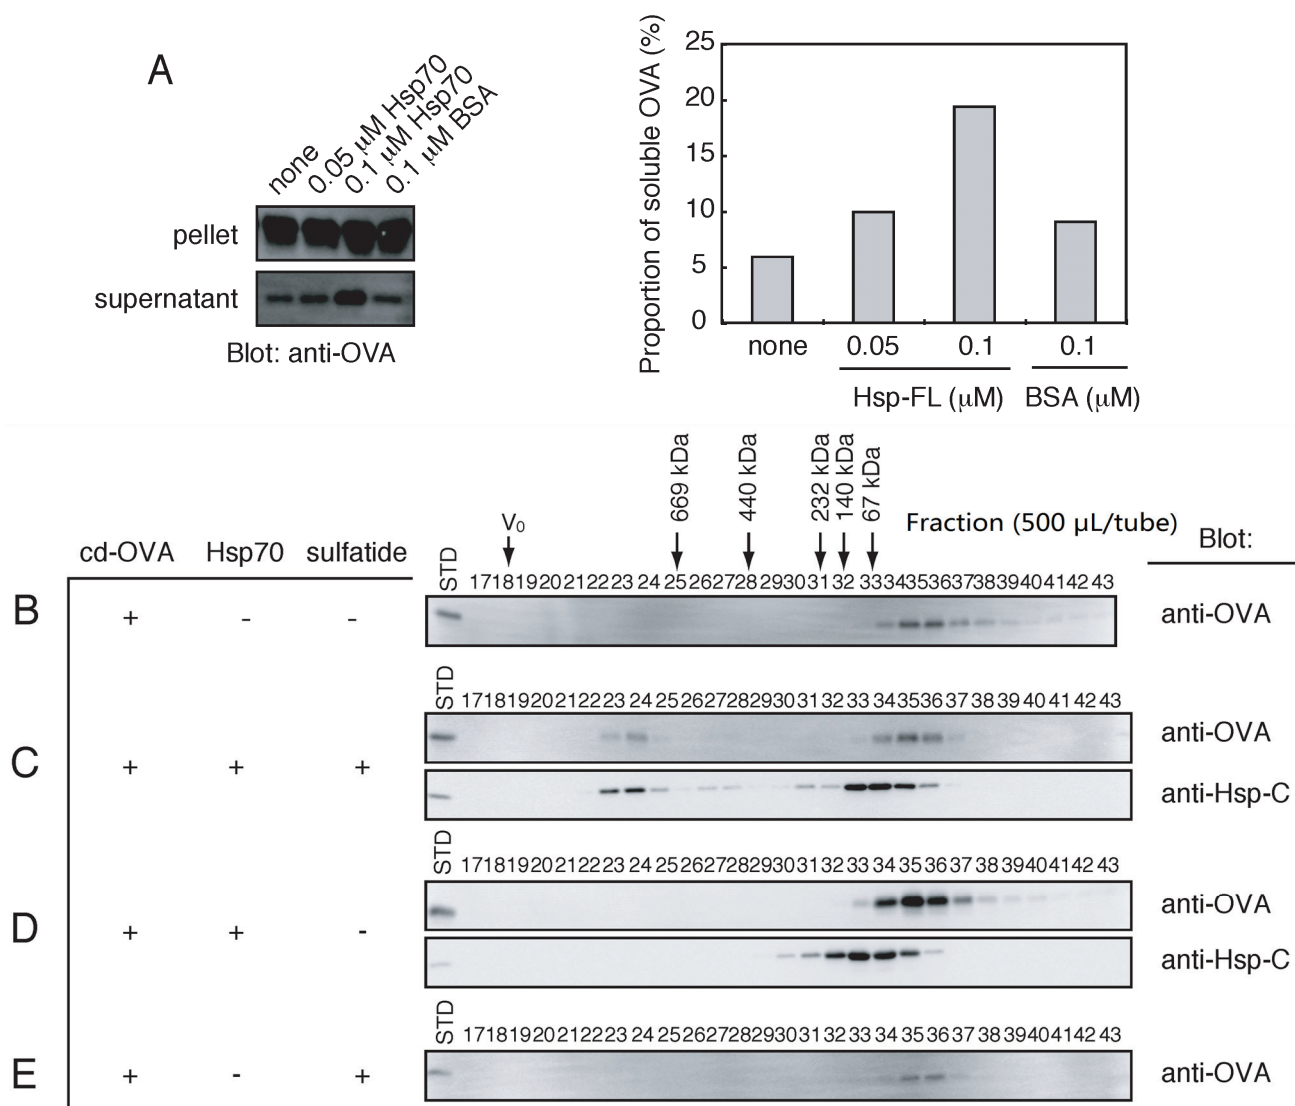 A
none
0.05 μM Hsp70
0.1 μM Hsp70
0.1 μM BSA
pellet
supernatant
Blot: anti-OVA
Proportion of soluble OVA (%)
25
20
15
10
5
0
none 0.05 0.1 0.1
Hsp-FL (μM) BSA (μM)
V0 669 kDa 440 kDa 232 kDa 140 kDa 67 kDa
Fraction (500 μL/tube)
Blot:
cd-OVA Hsp70 sulfatide
STD 17 18 19 20 21 22 23 24 25 26 27 28 29 30 31 32 33 33 34 35 36 37 38 39 40 41 42 43
B + - - anti-OVA
STD 17 18 19 20 21 22 23 24 25 26 27 28 29 30 31 32 33 34 35 36 37 38 39 40 41 42 43
anti-OVA
C + + +
anti-Hsp-C
STD 17 18 19 20 21 22 23 24 25 26 27 28 29 30 31 32 33 34 35 36 37 38 39 40 41 42 43
anti-OVA
D + + -
anti-Hsp-C
STD 17 18 19 20 21 22 23 24 25 26 27 28 29 30 31 32 33 34 35 36 37 38 39 40 41 42 43
E + - + anti-OVA